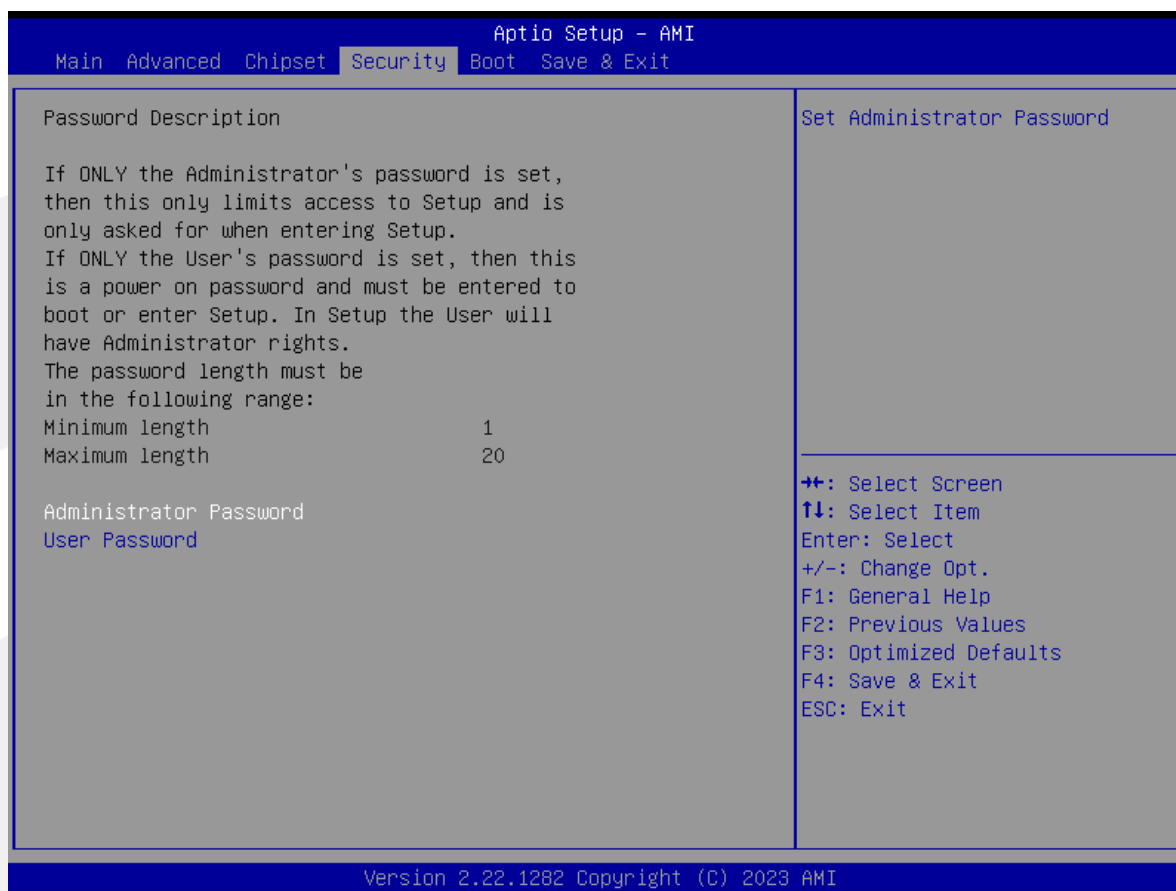 Aptio Setup – AMI
Main Advanced Chipset Security Boot Save & Exit
Password Description
If ONLY the Administrator's password is set,
then this only limits access to Setup and is
only asked for when entering Setup.
If ONLY the User's password is set, then this
is a power on password and must be entered to
boot or enter Setup. In Setup the User will
have Administrator rights.
The password length must be
in the following range:
Minimum length 1
Maximum length 20
Administrator Password
User Password
Set Administrator Password
→←: Select Screen
↑↓: Select Item
Enter: Select
+/-: Change Opt.
F1: General Help
F2: Previous Values
F3: Optimized Defaults
F4: Save & Exit
ESC: Exit
Version 2.22.1282 Copyright (C) 2023 AMI